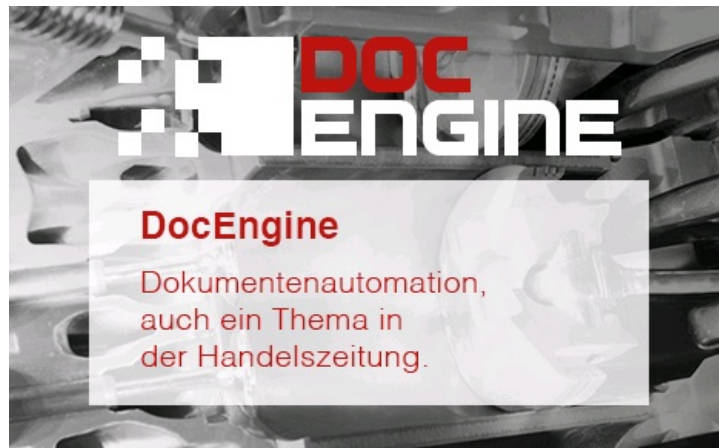 DOC
ENGINE
DocEngine
Dokumentenautomation,
auch ein Thema in
der Handelszeitung.